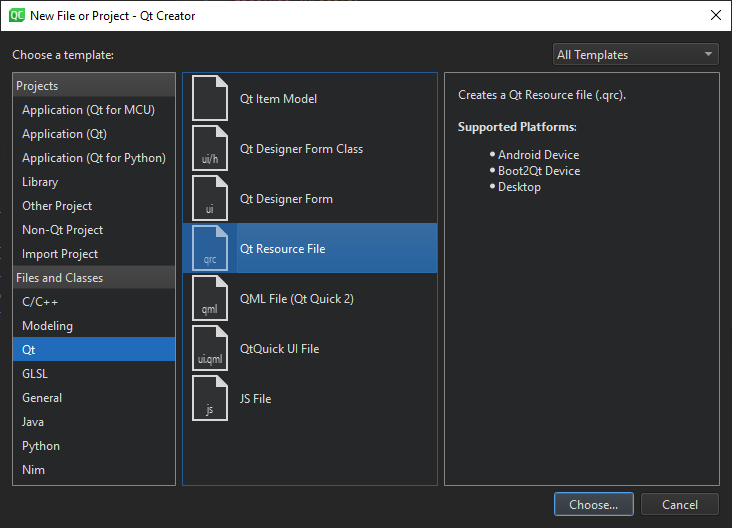 New File or Project - Qt Creator
Choose a template:
All Templates
Projects
Application (Qt for MCU)
Application (Qt)
Application (Qt for Python)
Library
Other Project
Non-Qt Project
Import Project
Files and Classes
C/C++
Modeling
Qt
GLSL
General
Java
Python
Nim
Qt Item Model
ui/h
Qt Designer Form Class
ui
Qt Designer Form
qrc
Qt Resource File
qml
QML File (Qt Quick 2)
ui.qml
QtQuick UI File
js
JS File
Creates a Qt Resource file (.qrc).
Supported Platforms:
Android Device
Boot2Qt Device
Desktop
Choose...
Cancel